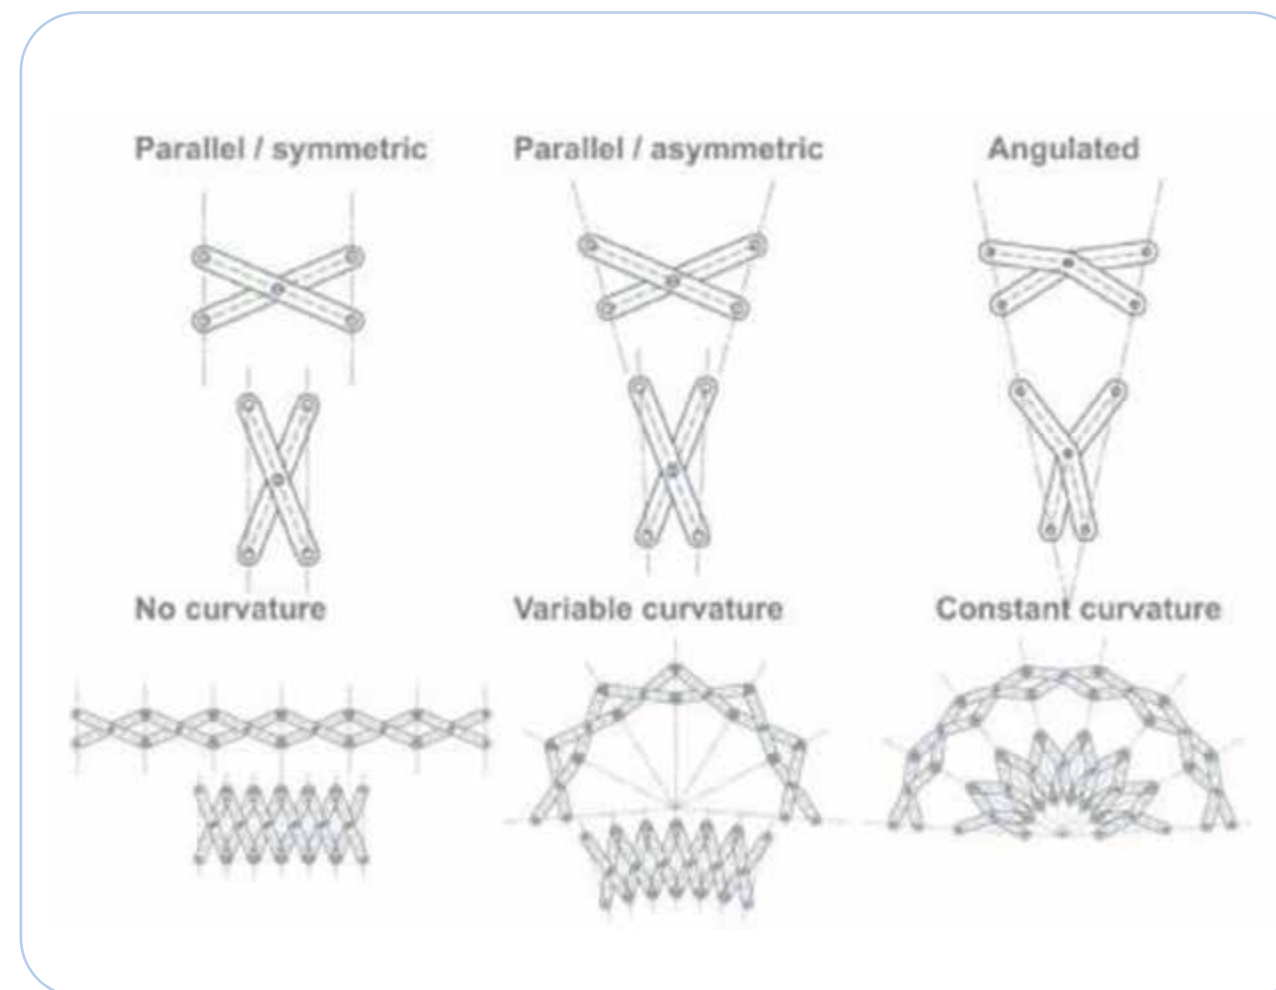 Parallel / symmetric
Parallel / asymmetric
Angulated
No curvature
Variable curvature
Constant curvature